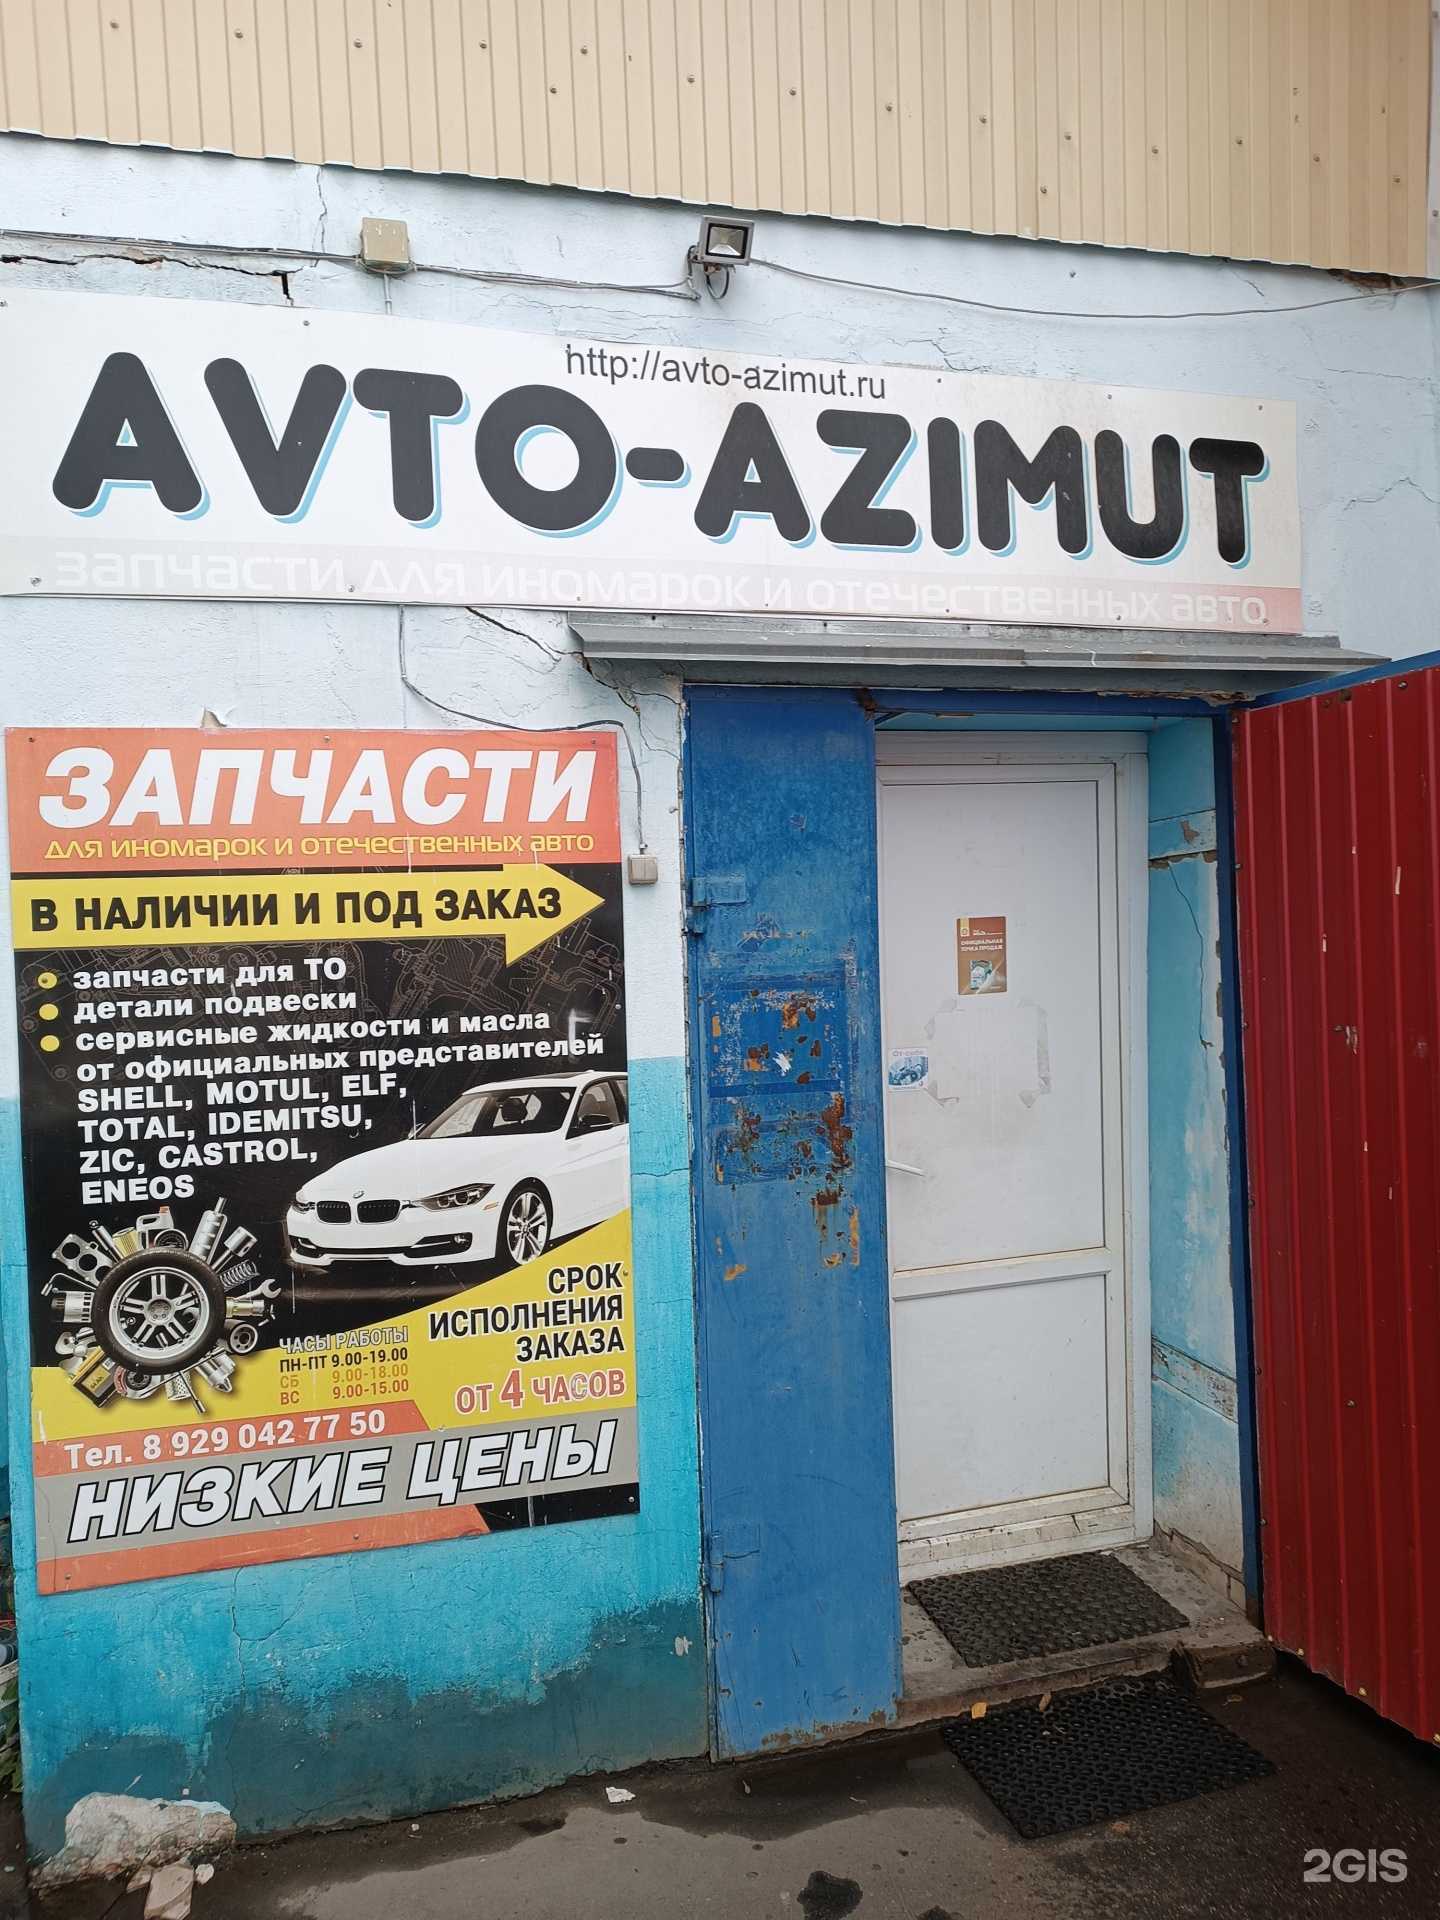 http://avto-azimut.ru
AVTO-AZIMUT
запчасти для иномарок и отечественных авто
ЗАПЧАСТИ
для иномарок и отечественных авто
В НАЛИЧИИ И ПОД ЗАКАЗ
запчасти для ТО
детали подвески
сервисные жидкости и масла
от официальных представителей
SHELL, MOTUL, ELF,
TOTAL, IDEMITSU,
ZIC, CASTROL,
ENEOS
СРОК
ИСПОЛНЕНИЯ
ЗАКАЗА
ОТ 4 ЧАСОВ
ЧАСЫ РАБОТЫ
ПН-ПТ 9.00-19.00
СБ 9.00-18.00
ВС 9.00-15.00
Тел. 8 929 042 77 50
НИЗКИЕ ЦЕНЫ
ОФИЦИАЛЬНАЯ
ТОЧКА ПРОДАЖ
2GIS